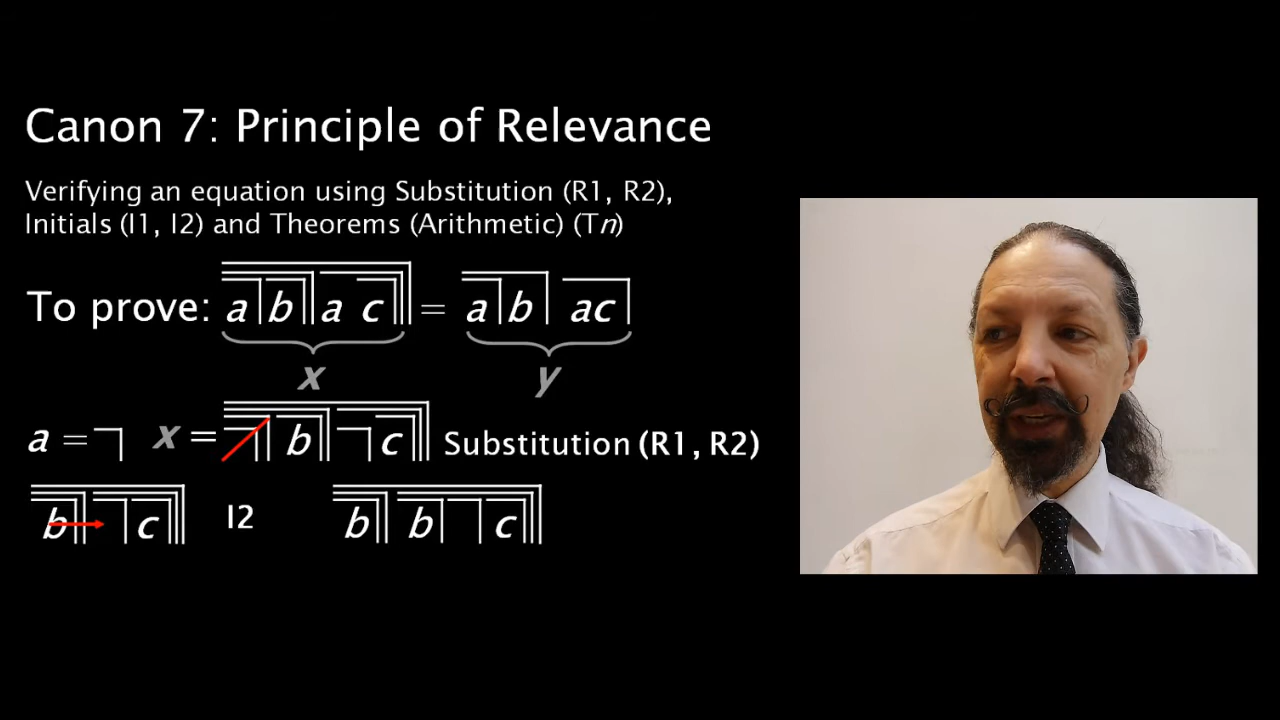 Canon 7: Principle of Relevance
Verifying an equation using Substitution (R1, R2),
Initials (I1, I2) and Theorems (Arithmetic) (Tn)
To prove: a b a c = a b ac
x y
a = x = b c Substitution (R1, R2)
b c I2 b b c